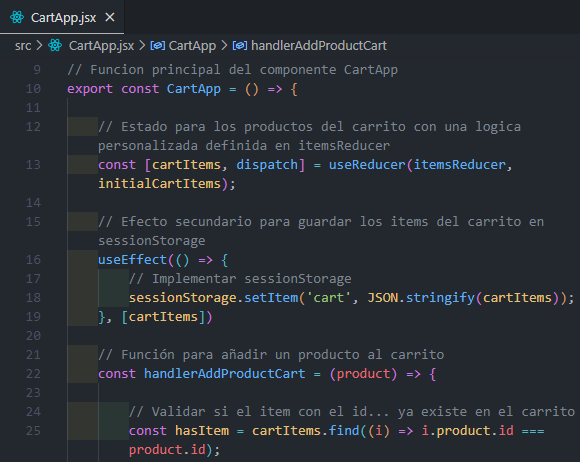 CartApp.jsx ×
src > CartApp.jsx > CartApp > handlerAddProductCart
9 // Funcion principal del componente CartApp
10 export const CartApp = () => {
11
12 // Estado para los productos del carrito con una logica
personalizada definida en itemsReducer
13 const [cartItems, dispatch] = useReducer(itemsReducer,
initialCartItems);
14
15 // Efecto secundario para guardar los items del carrito en
sessionStorage
16 useEffect(() => {
17 // Implementar sessionStorage
18 sessionStorage.setItem('cart', JSON.stringify(cartItems));
19 }, [cartItems])
20
21 // Función para añadir un producto al carrito
22 const handlerAddProductCart = (product) => {
23
24 // Validar si el item con el id... ya existe en el carrito
25 const hasItem = cartItems.find((i) => i.product.id ===
product.id);